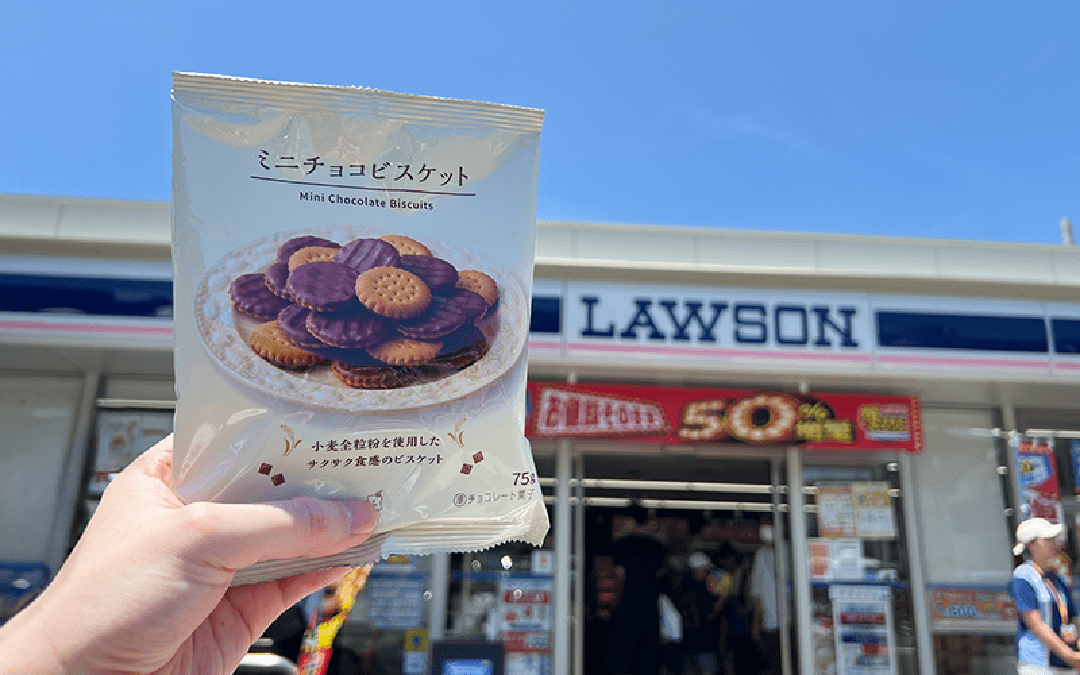 ミニチョコビスケット
Mini Chocolate Biscuits
小麦全粒粉を使用した
サクサク食感のビスケット
75g
チョコレート菓子
LAWSON
50%